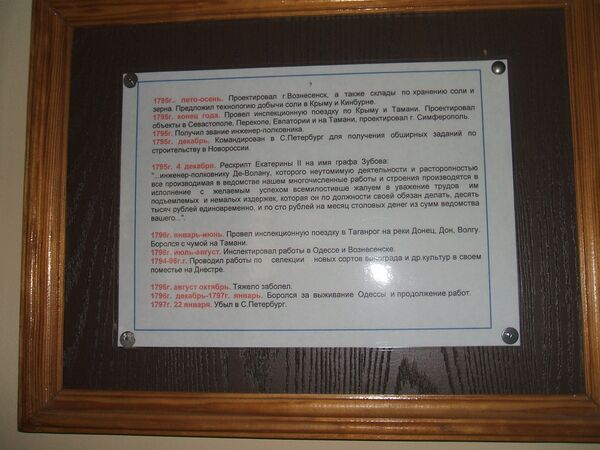 1795г.. лето-осень. Проектировал г.Вознесенск, а также склады по хранению соли и
зерна. Предложил технологию добычи соли в Крыму и Кинбурне.
1795г. конец года. Провел инспекционную поездку по Крыму и Тамани. Проектировал
объекты в Севастополе, Перекопе, Евпатории и на Тамани, проектировал г. Симферополь.
1795г. Получил звание инженер-полковника.
1795г. декабрь. Командирован в С.Петербург для получения обширных заданий по
строительству в Новороссии.
1795г. 4 декабря. Рескрипт Екатерины II на имя графа Зубова:
"...инженер-полковнику Де-Волану, которого неутомимую деятельности и расторопностью
все производимая в ведомстве нашем многочисленные работы и строения производятся в
исполнение с желаемым успехом всемилостивше жалуем в уважение трудов им
подъемлемых и немалых издержек, которая он по должности своей обязан делать, десять
тысяч рублей единовременно, и по сто рублей на месяц столовых денег из сумм ведомства
вашего...".
1796г. январь-июнь. Провел инспекционную поездку в Таганрог на реки Донец, Дон, Волгу.
Боролся с чумой на Тамани.
1796г. июль-август. Инспектировал работы в Одессе и Вознесенске.
1794-96г.г. Проводил работы по селекции новых сортов винограда и др.культур в своем
поместье на Днестре.
1796г. август октябрь. Тяжело заболел.
1796г. декабрь-1797г. январь. Боролся за выживание Одессы и продолжение работ.
1797г. 22 января. Убыл в С.Петербург.